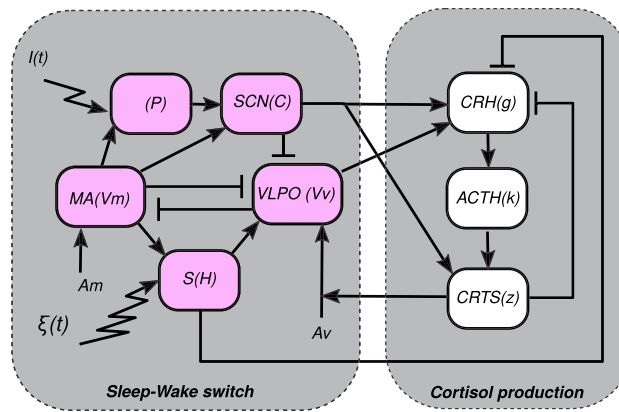 I(t)
(P)
SCN(C)
CRH(g)
MA(Vm)
VLPO (Vv)
ACTH(k)
S(H)
CRTS(z)
Am
ξ(t)
Av
Sleep-Wake switch
Cortisol production